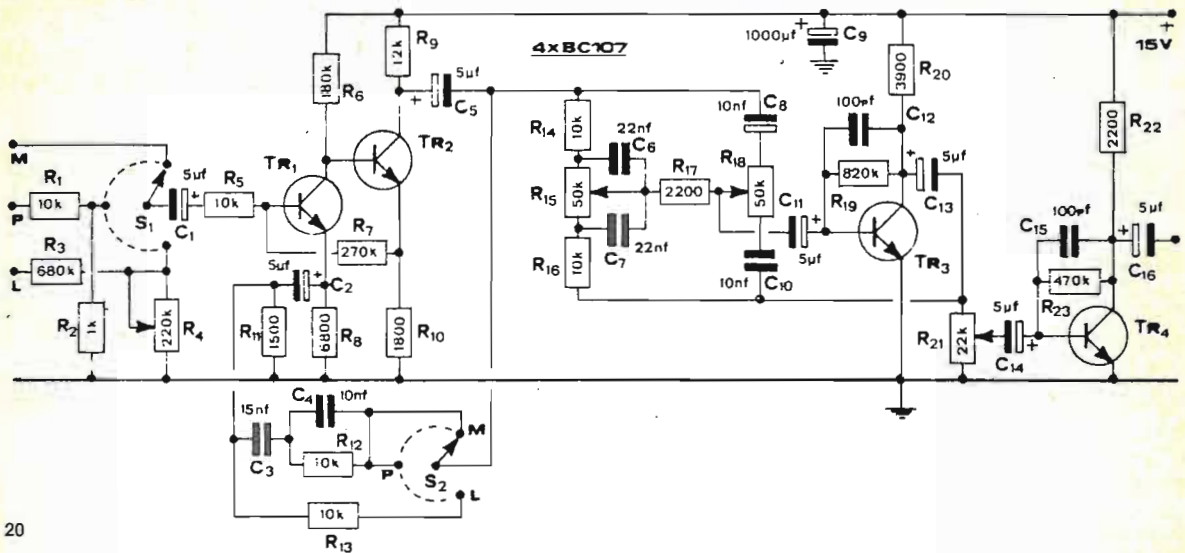 4xBC107
1000µf
C9
+
15V
R9
12k
R6
180k
5µf
C5
+
TR1
TR2
R14
10k
22nf
C6
R15
50k
C7
22nf
R16
10k
R17
2200
10nf
C8
R18
50k
C10
10nf
C11
5µf
+
R20
3900
100pf
C12
820k
R19
TR3
+
5µf
C13
R22
2200
C15
100pf
+
5µf
C16
470k
R23
TR4
R21
22k
5µf
C14
+
M
R1
10k
P
R3
680k
L
S1
5µf
+
C1
R5
10k
R2
1k
R4
220k
R7
270k
5µf
+
C2
R11
1500
6800
R8
1800
R10
15nf
C3
C4
10nf
R12
10k
P
M
S2
L
10k
R13
20